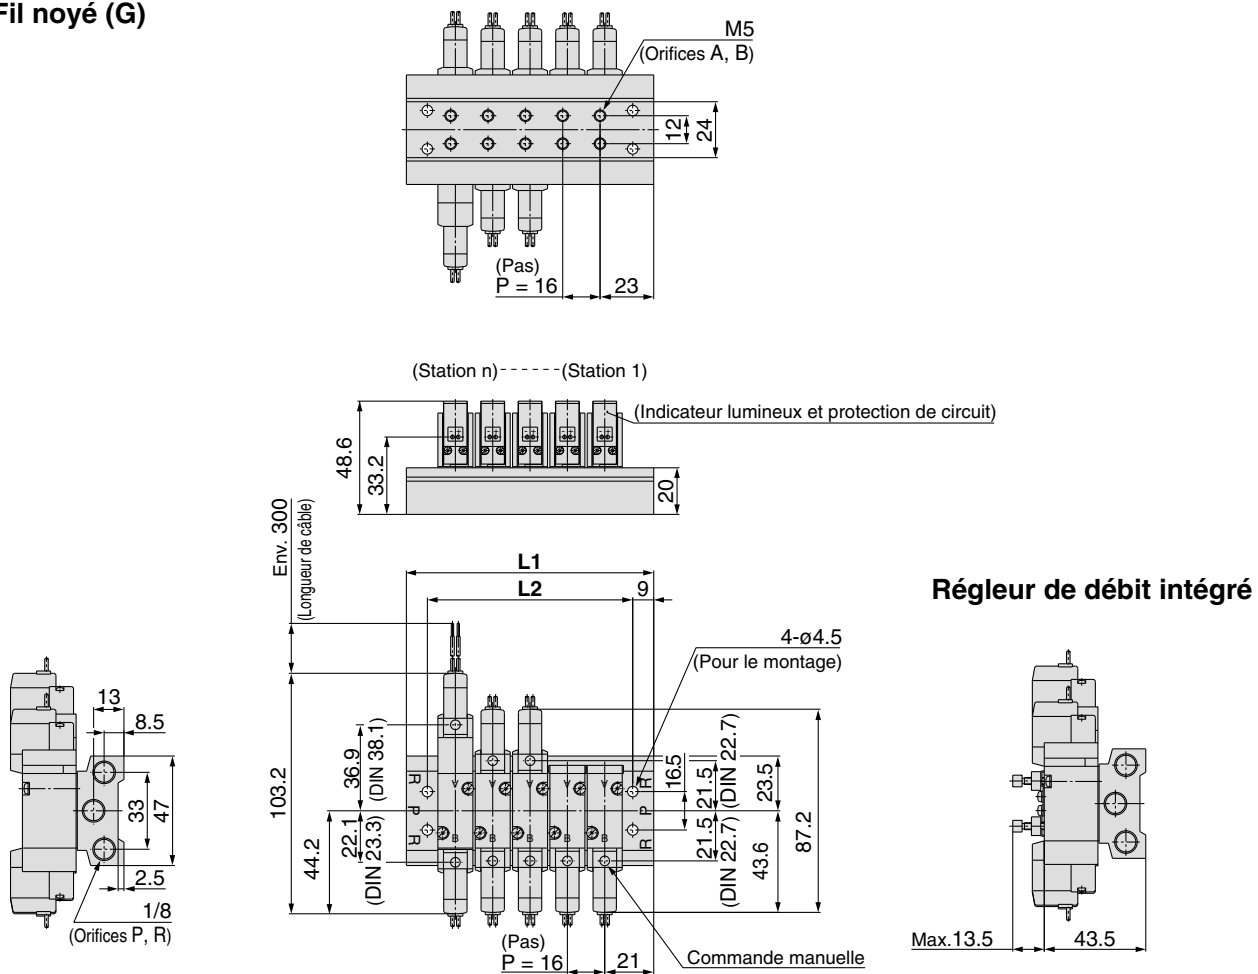 Fil noyé (G)
M5
(Orifices A, B)
12
24
(Pas)
P = 16
23
(Station n)------(Station 1)
(Indicateur lumineux et protection de circuit)
48.6
33.2
20
Env. 300
(Longueur de câble)
L1
L2
9
Régleur de débit intégré
4-ø4.5
(Pour le montage)
13
8.5
33
47
2.5
1/8
(Orifices P, R)
103.2
44.2
36.9
(DIN 38.1)
22.1
(DIN 23.3)
R
P
R
A
A
A
A
A
B
B
B
B
B
R
P
R
16.5
21.5
(DIN 22.7)
23.5
21.5
(DIN 22.7)
43.6
87.2
(Pas)
P = 16
21
Commande manuelle
Max.13.5
43.5